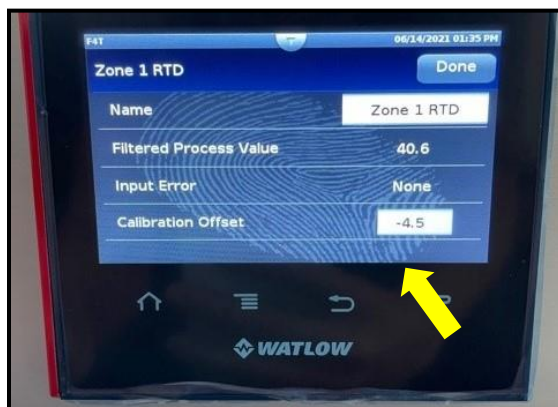 F4T 06/14/2021 01:35 PM
Zone 1 RTD Done
Name Zone 1 RTD
Filtered Process Value 40.6
Input Error None
Calibration Offset -4.5
WATLOW